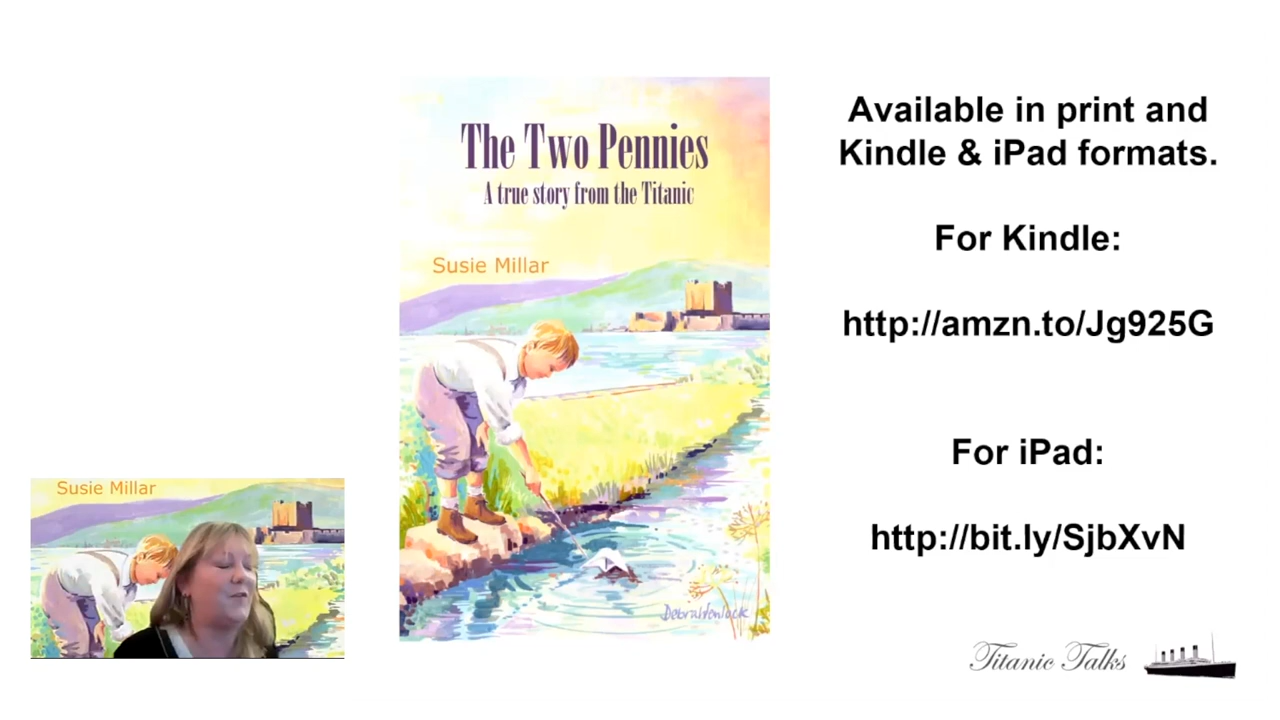 The Two Pennies
A true story from the Titanic
Susie Millar
Available in print and
Kindle & iPad formats.
For Kindle:
http://amzn.to/Jg925G
For iPad:
http://bit.ly/SjbXvN
Susie Millar
Titanic Talks